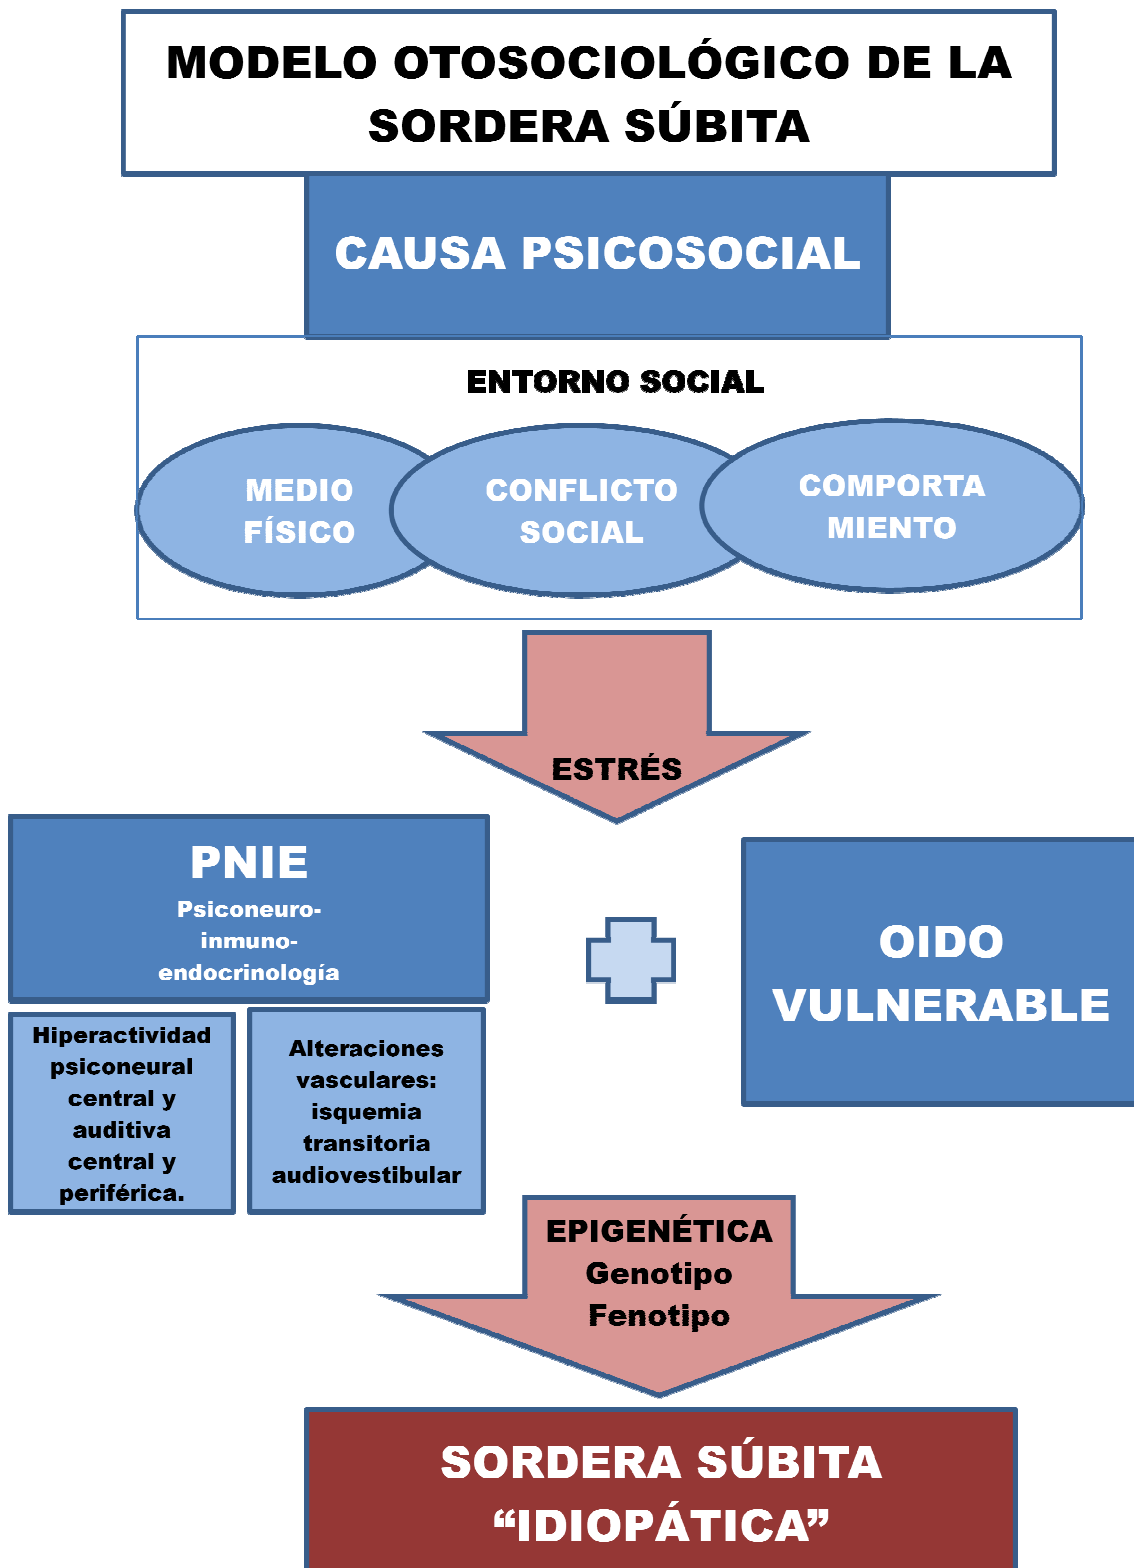 MODELO OTOSOCIOLÓGICO DE LA
SORDERA SÚBITA
CAUSA PSICOSOCIAL
ENTORNO SOCIAL
MEDIO
FÍSICO
CONFLICTO
SOCIAL
COMPORTA
MIENTO
ESTRÉS
PNIE
Psiconeuro-
inmuno-
endocrinología
OIDO
VULNERABLE
Hiperactividad
psiconeural
central y
auditiva
central y
periférica.
Alteraciones
vasculares:
isquemia
transitoria
audiovestibular
EPIGENÉTICA
Genotipo
Fenotipo
SORDERA SÚBITA
“IDIOPÁTICA”